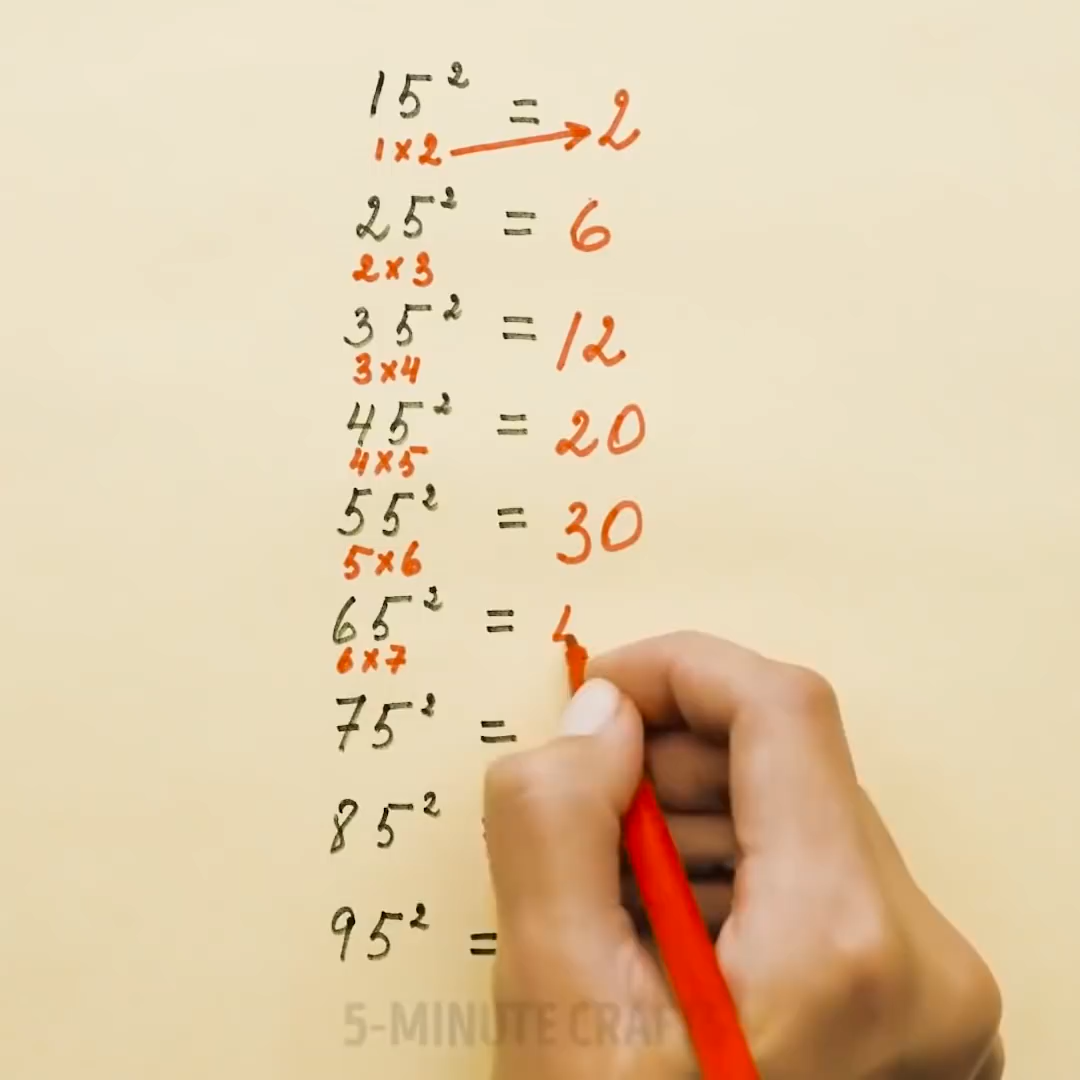 15² = 2
1×2
25² = 6
2×3
35² = 12
3×4
45² = 20
4×5
55² = 30
5×6
65² =
6×7
75² =
85²
95² =
5-MINUTE CRAFTS